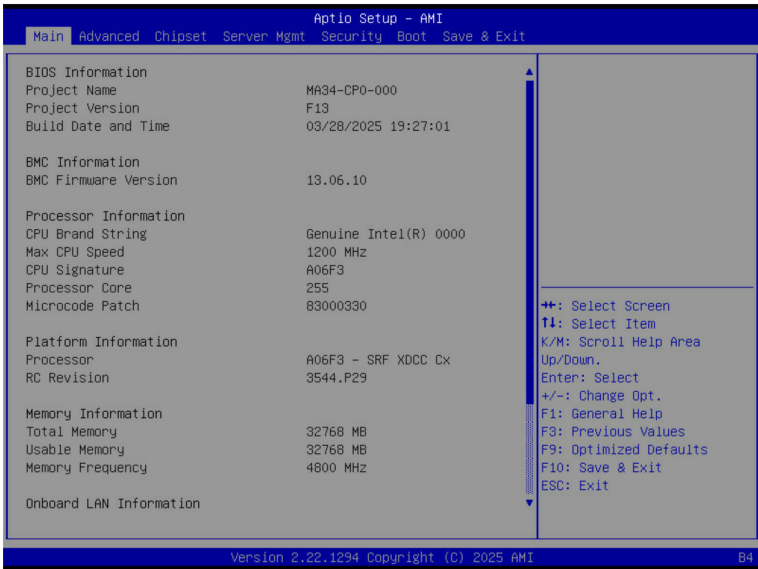 Aptio Setup – AMI
Main Advanced Chipset Server Mgmt Security Boot Save & Exit
BIOS Information
Project Name MA34-CP0-000
Project Version F13
Build Date and Time 03/28/2025 19:27:01
BMC Information
BMC Firmware Version 13.06.10
Processor Information
CPU Brand String Genuine Intel(R) 0000
Max CPU Speed 1200 MHz
CPU Signature A06F3
Processor Core 255
Microcode Patch 83000330
Platform Information
Processor A06F3 – SRF XDCC Cx
RC Revision 3544.P29
Memory Information
Total Memory 32768 MB
Usable Memory 32768 MB
Memory Frequency 4800 MHz
Onboard LAN Information
→←: Select Screen
↑↓: Select Item
K/M: Scroll Help Area
Up/Down.
Enter: Select
+/-: Change Opt.
F1: General Help
F3: Previous Values
F9: Optimized Defaults
F10: Save & Exit
ESC: Exit
Version 2.22.1294 Copyright (C) 2025 AMI
B4